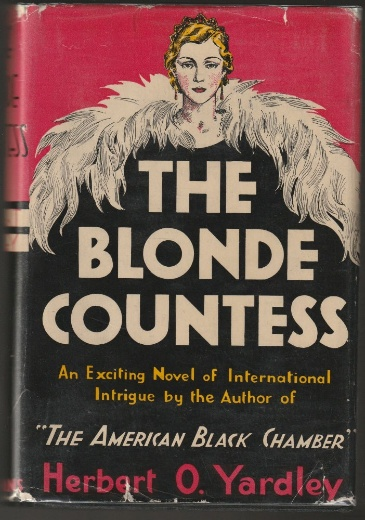 THE
BLONDE
COUNTESS
An Exciting Novel of International
Intrigue by the Author of
"THE AMERICAN BLACK CHAMBER"
Herbert O. Yardley